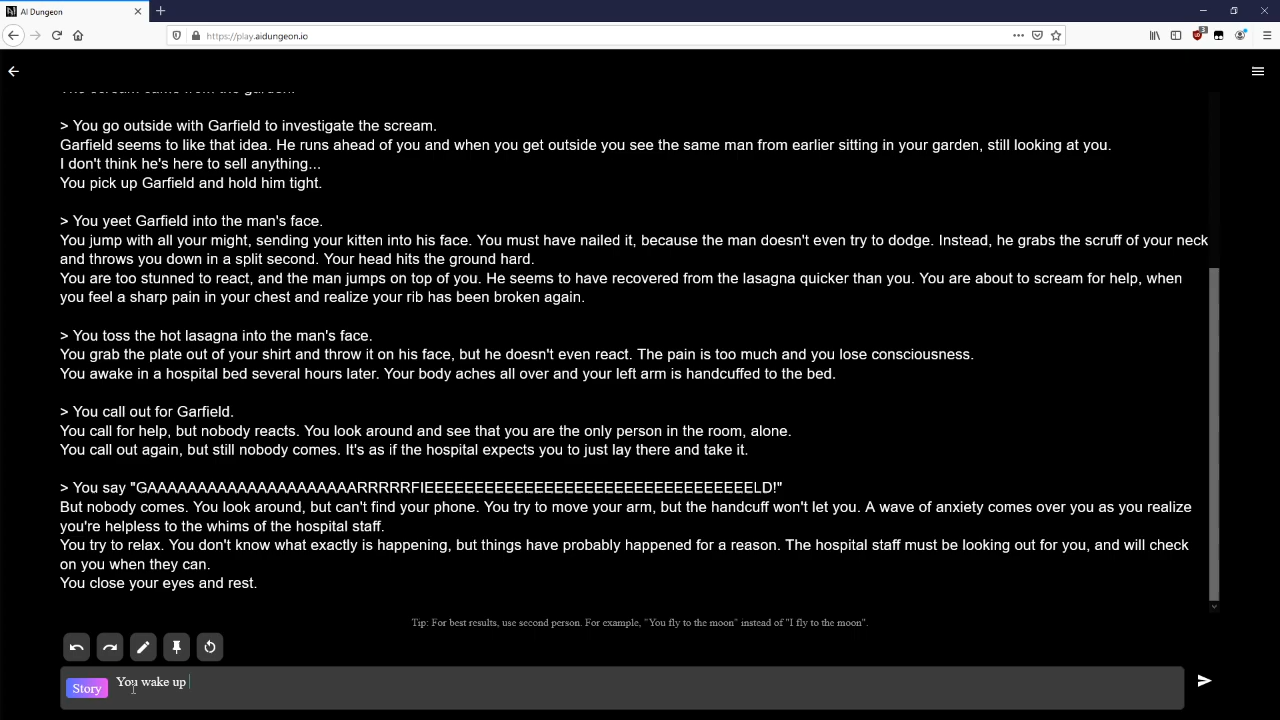 AI Dungeon
https://play.aidungeon.io
> You go outside with Garfield to investigate the scream.
Garfield seems to like that idea. He runs ahead of you and when you get outside you see the same man from earlier sitting in your garden, still looking at you.
I don't think he's here to sell anything...
You pick up Garfield and hold him tight.
> You yeet Garfield into the man's face.
You jump with all your might, sending your kitten into his face. You must have nailed it, because the man doesn't even try to dodge. Instead, he grabs the scruff of your neck
and throws you down in a split second. Your head hits the ground hard.
You are too stunned to react, and the man jumps on top of you. He seems to have recovered from the lasagna quicker than you. You are about to scream for help, when
you feel a sharp pain in your chest and realize your rib has been broken again.
> You toss the hot lasagna into the man's face.
You grab the plate out of your shirt and throw it on his face, but he doesn't even react. The pain is too much and you lose consciousness.
You awake in a hospital bed several hours later. Your body aches all over and your left arm is handcuffed to the bed.
> You call out for Garfield.
You call for help, but nobody reacts. You look around and see that you are the only person in the room, alone.
You call out again, but still nobody comes. It's as if the hospital expects you to just lay there and take it.
> You say "GAAAAAAAAAAAAAAAAAAAAARRRRRFIEEEEEEEEEEEEEEEEEEEEEEEEEEEEEEEEELD!"
But nobody comes. You look around, but can't find your phone. You try to move your arm, but the handcuff won't let you. A wave of anxiety comes over you as you realize
you're helpless to the whims of the hospital staff.
You try to relax. You don't know what exactly is happening, but things have probably happened for a reason. The hospital staff must be looking out for you, and will check
on you when they can.
You close your eyes and rest.
Tip: For best results, use second person. For example, "You fly to the moon" instead of "I fly to the moon".
Story You wake up